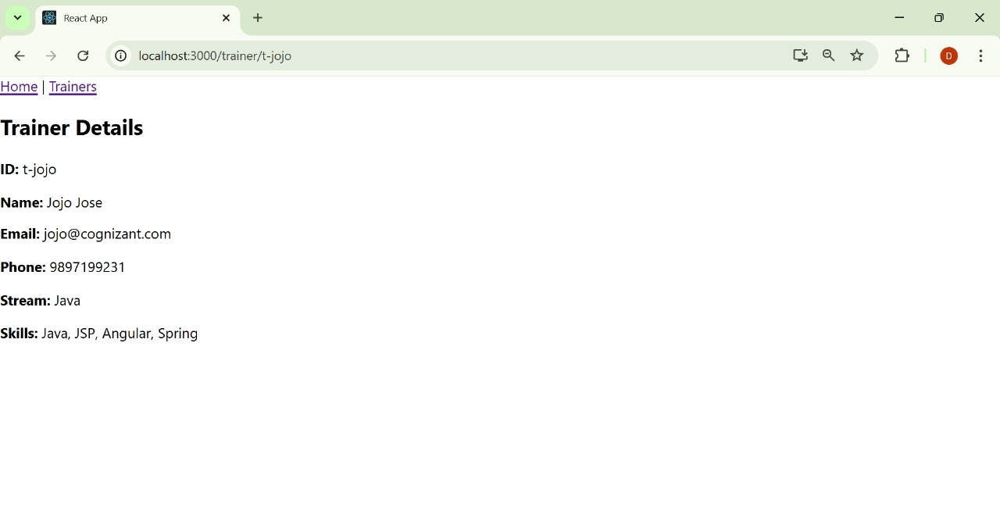 React App
localhost:3000/trainer/t-jojo
D
Home | Trainers
Trainer Details
ID: t-jojo
Name: Jojo Jose
Email: jojo@cognizant.com
Phone: 9897199231
Stream: Java
Skills: Java, JSP, Angular, Spring